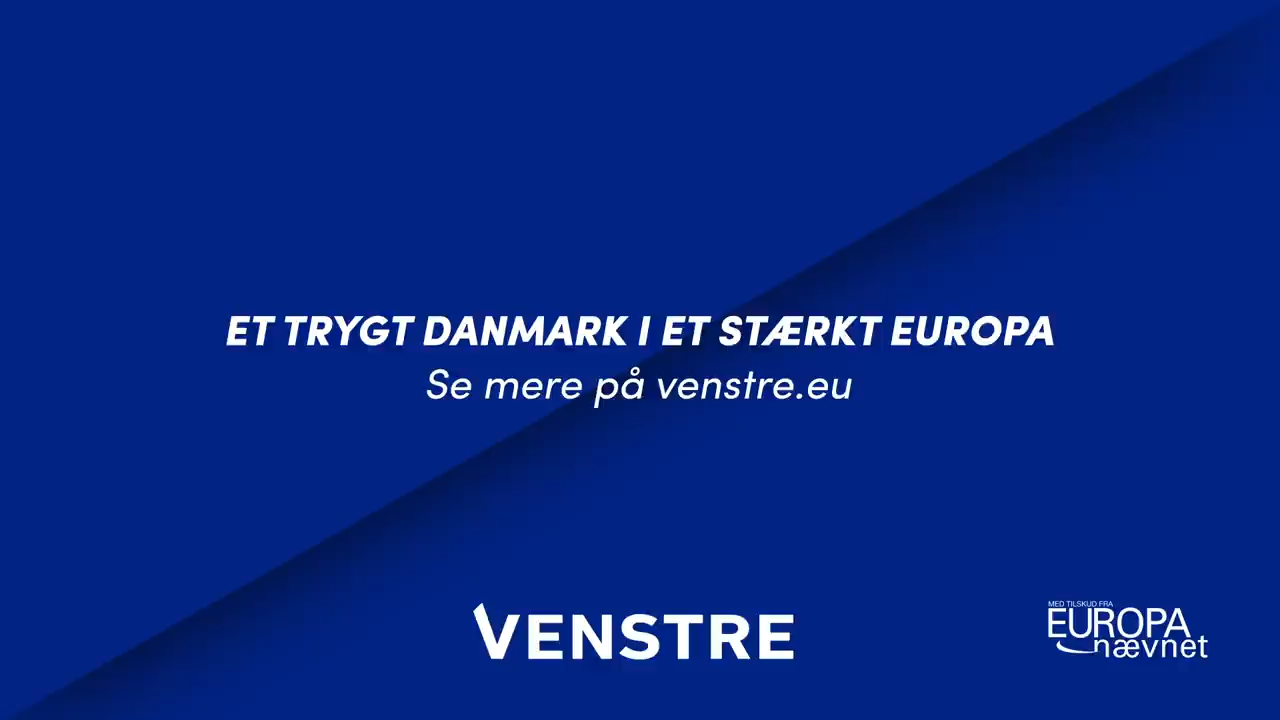 ET TRYGT DANMARK I ET STÆRKT EUROPA
Se mere på venstre.eu
VENSTRE
MED TILSKUD FRA
EUROPA
nævnet